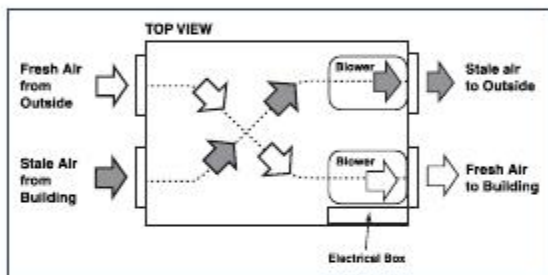 TOP VIEW
Fresh Air
from
Outside
Blower
Stale air
to Outside
Stale Air
from
Building
Blower
Fresh Air
to Building
Electrical Box